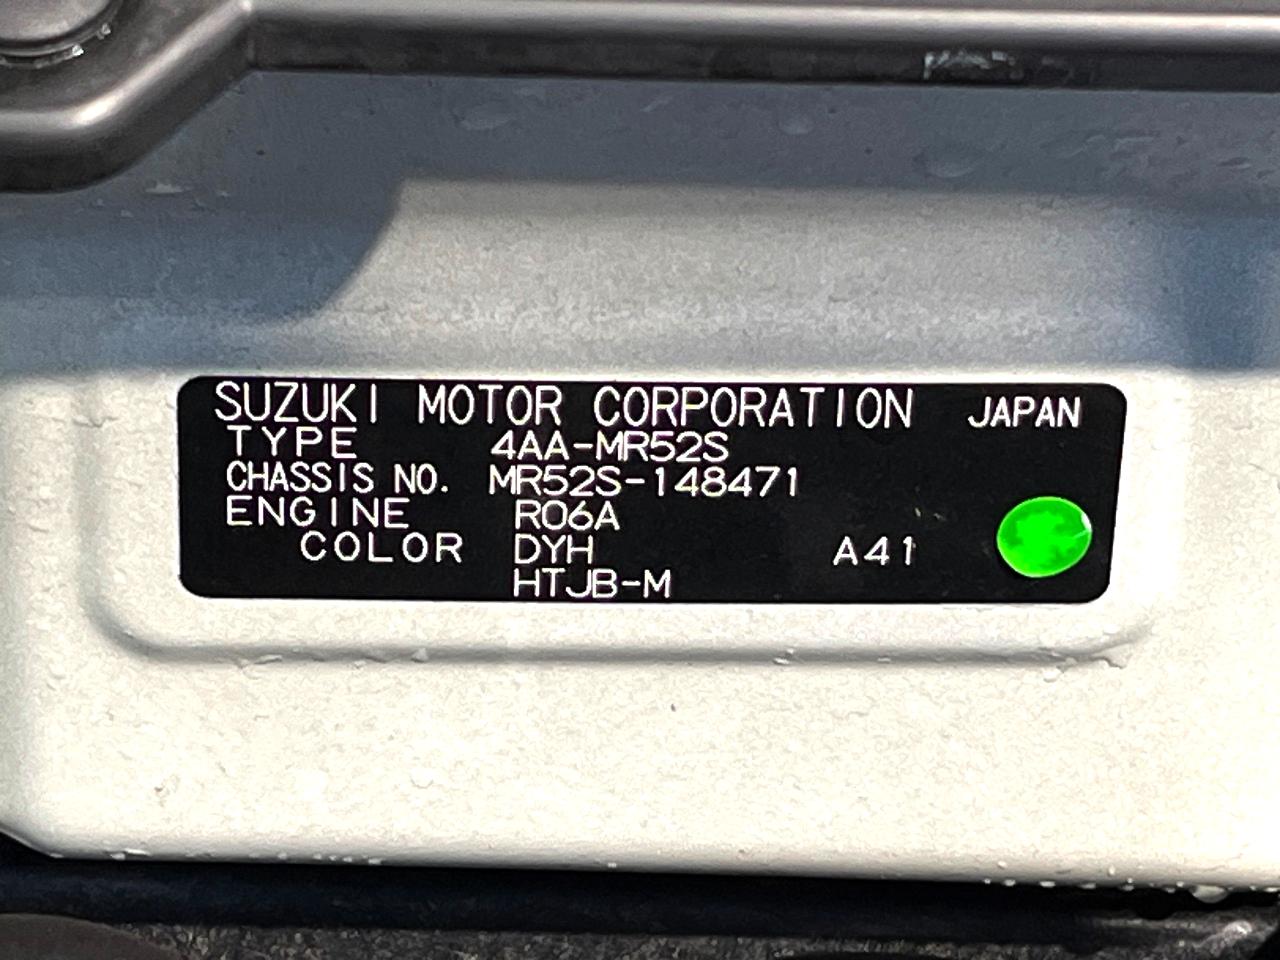 SUZUKI MOTOR CORPORATION JAPAN
TYPE 4AA-MR52S
CHASSIS NO. MR52S-148471
ENGINE R06A
COLOR DYH A41
HTJB-M